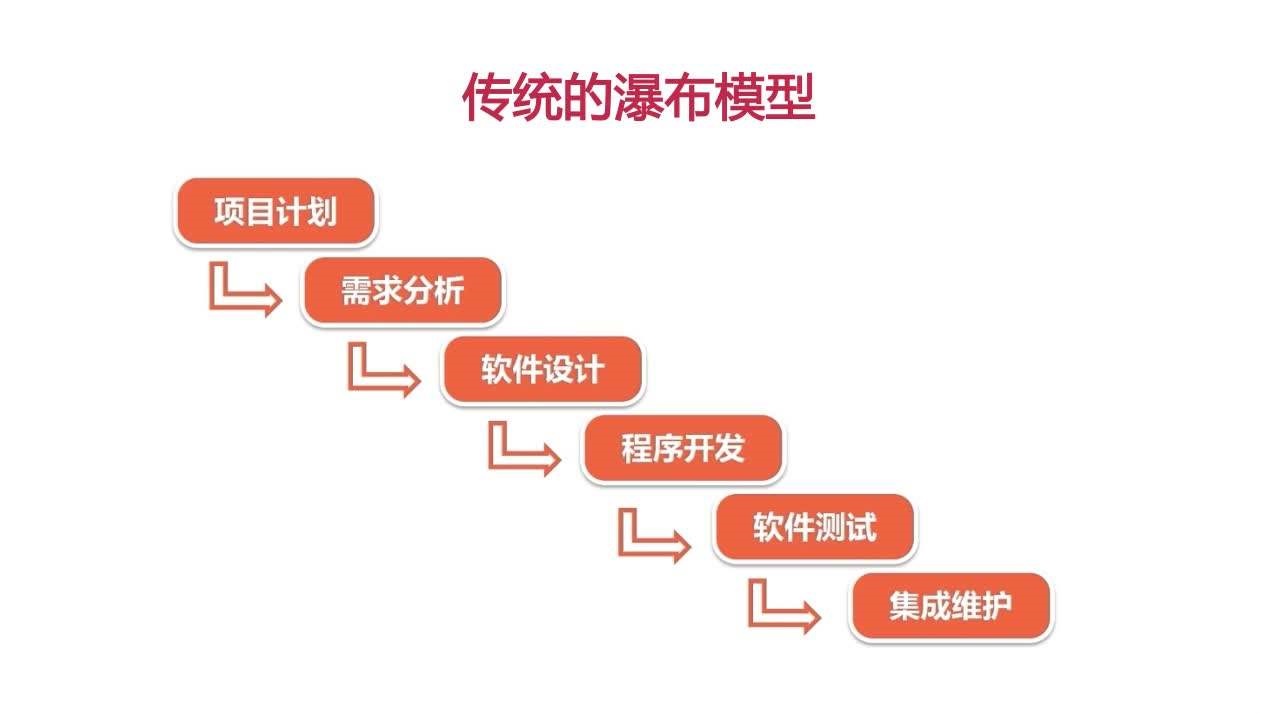 传统的瀑布模型
项目计划
需求分析
软件设计
程序开发
软件测试
集成维护